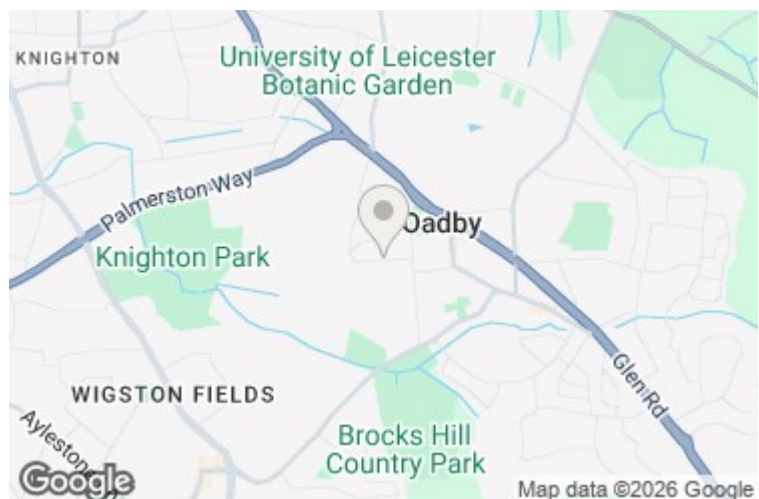 KNIGHTON
University of Leicester
Botanic Garden
Palmerston Way
Oadby
Knighton Park
Glen Rd
WIGSTON FIELDS
Brocks Hill
Country Park
Google
Map data ©2026 Google